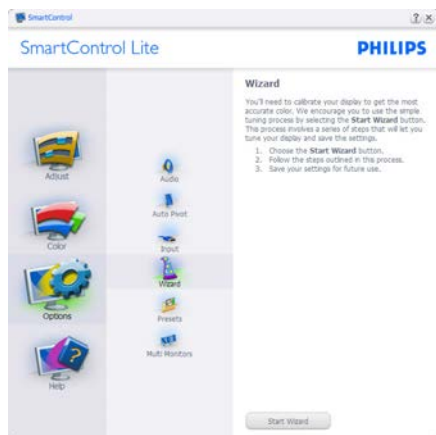 SmartControl
SmartControl Lite
PHILIPS
Adjust
Color
Options
Help
Audio
Auto Pivot
Input
Wizard
Presets
Multi Monitors
Wizard
You'll need to calibrate your display to get the most
accurate color. We encourage you to use the simple
tuning process by selecting the Start Wizard button.
This process involves a series of steps that will let you
tune your display and save the settings.
1. Choose the Start Wizard button.
2. Follow the steps outlined in this process.
3. Save your settings for future use.
Start Wizard